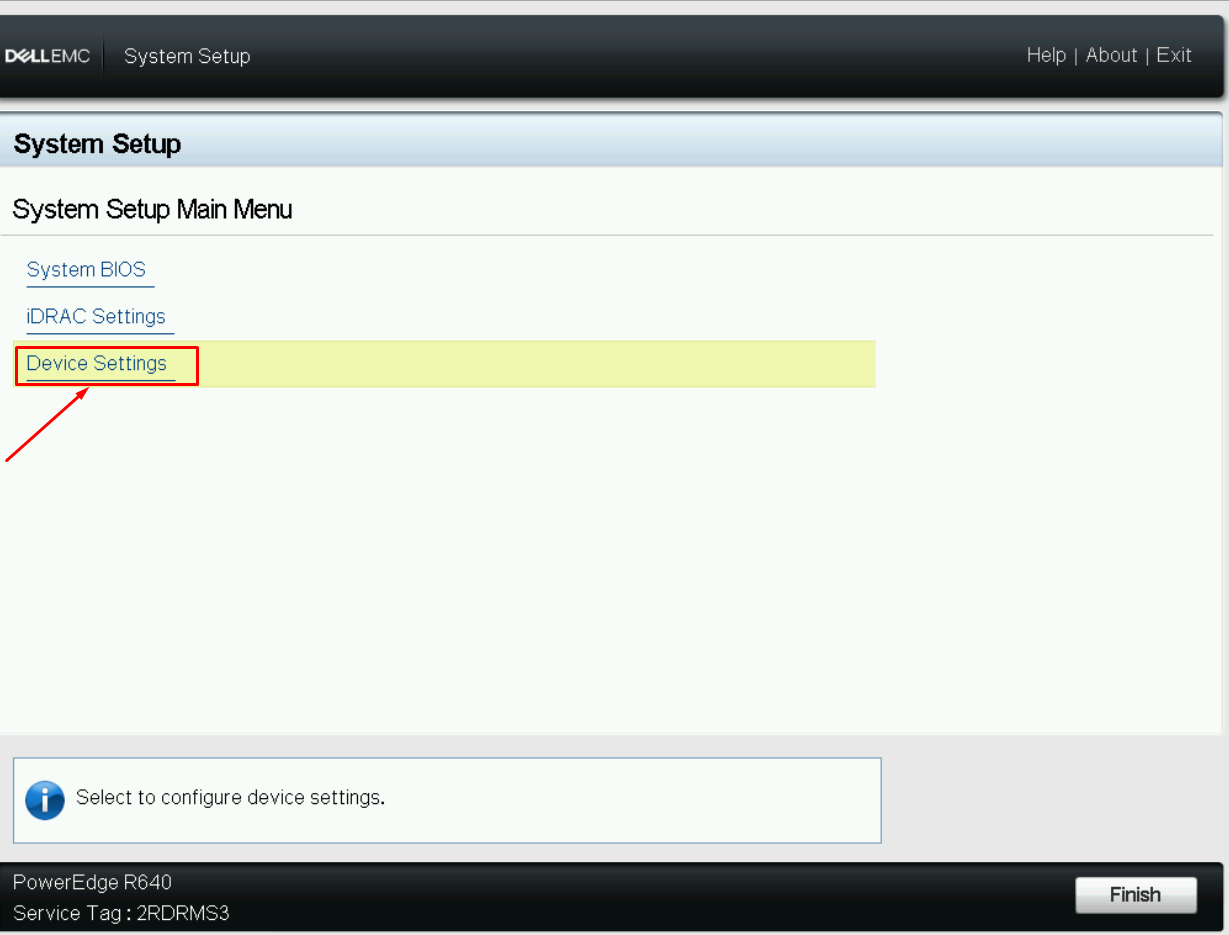 DELLEMC System Setup Help | About | Exit
System Setup
System Setup Main Menu
System BIOS
iDRAC Settings
Device Settings
Select to configure device settings.
PowerEdge R640
Service Tag : 2RDRMS3
Finish